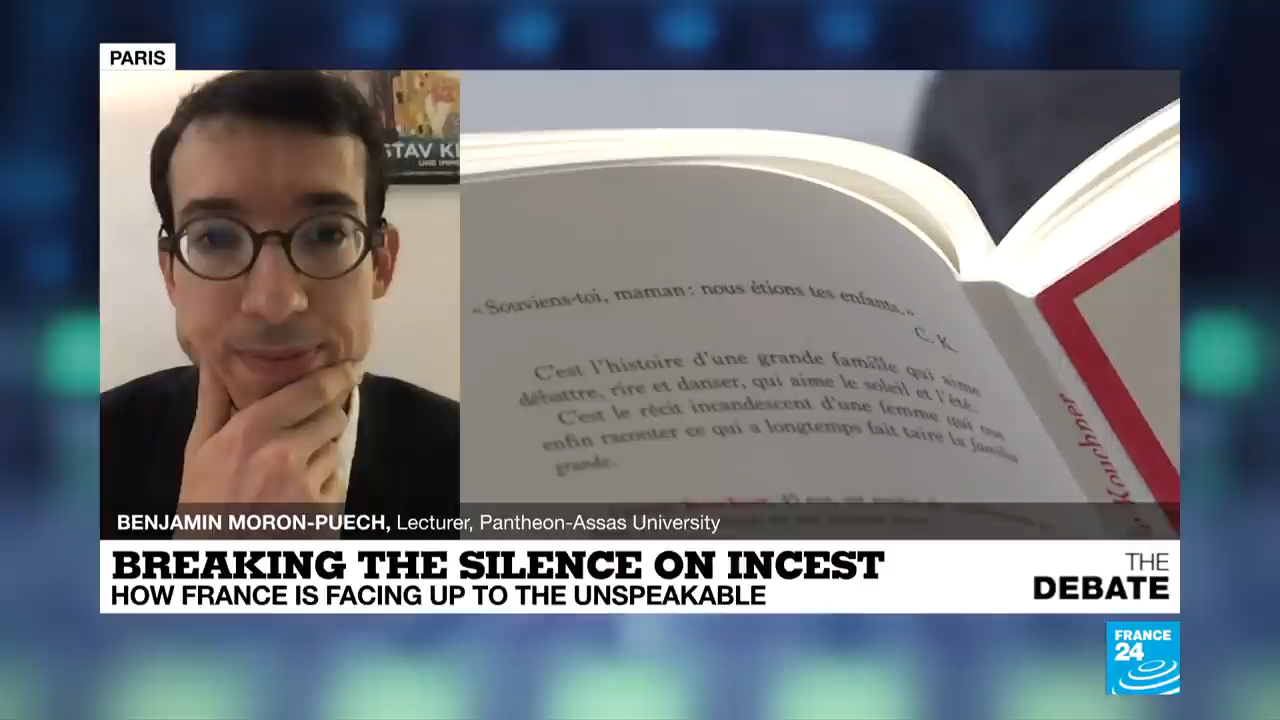 PARIS
STAV KL
« Souviens-toi, maman : nous étions tes enfants. »
C. K.
C'est l'histoire d'une grande famille qui aime
débattre, rire et danser, qui aime le soleil et l'été.
C'est le récit incandescent d'une femme qui ose
enfin raconter ce qui a longtemps fait taire la famille
grande.
Kouchner
BENJAMIN MORON-PUECH, Lecturer, Pantheon-Assas University
BREAKING THE SILENCE ON INCEST
HOW FRANCE IS FACING UP TO THE UNSPEAKABLE
THE
DEBATE
FRANCE
24